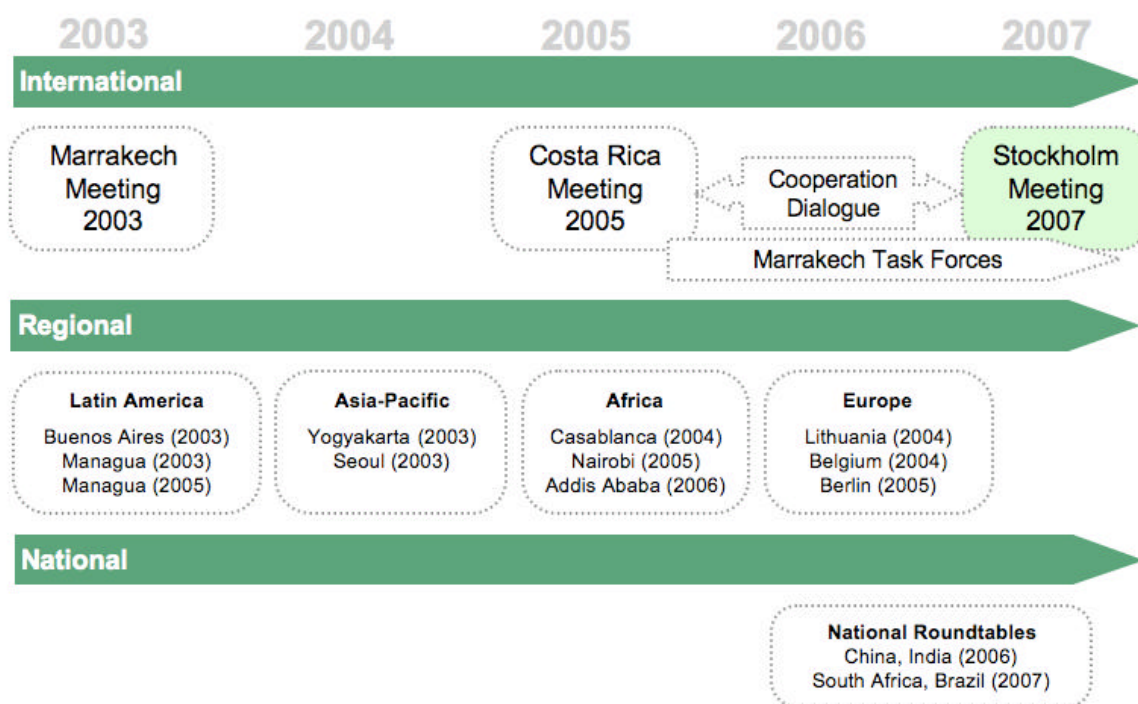 2003 2004 2005 2006 2007
International
Marrakech
Meeting
2003
Costa Rica
Meeting
2005
Cooperation
Dialogue
Stockholm
Meeting
2007
Marrakech Task Forces
Regional
Latin America
Buenos Aires (2003)
Managua (2003)
Managua (2005)
Asia-Pacific
Yogyakarta (2003)
Seoul (2003)
Africa
Casablanca (2004)
Nairobi (2005)
Addis Ababa (2006)
Europe
Lithuania (2004)
Belgium (2004)
Berlin (2005)
National
National Roundtables
China, India (2006)
South Africa, Brazil (2007)